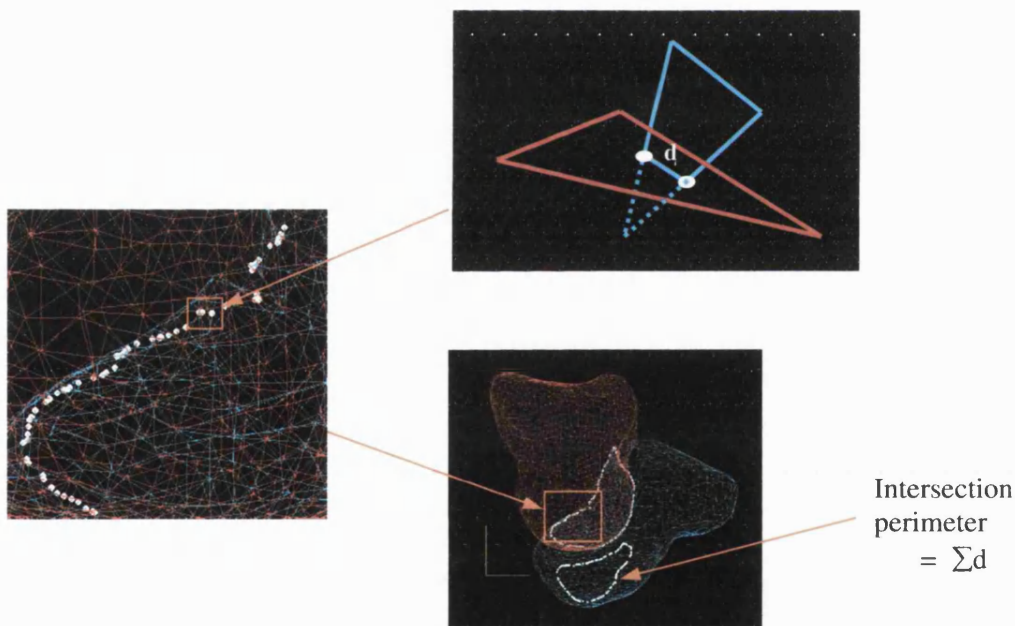 d
Intersection
perimeter
= ∑d